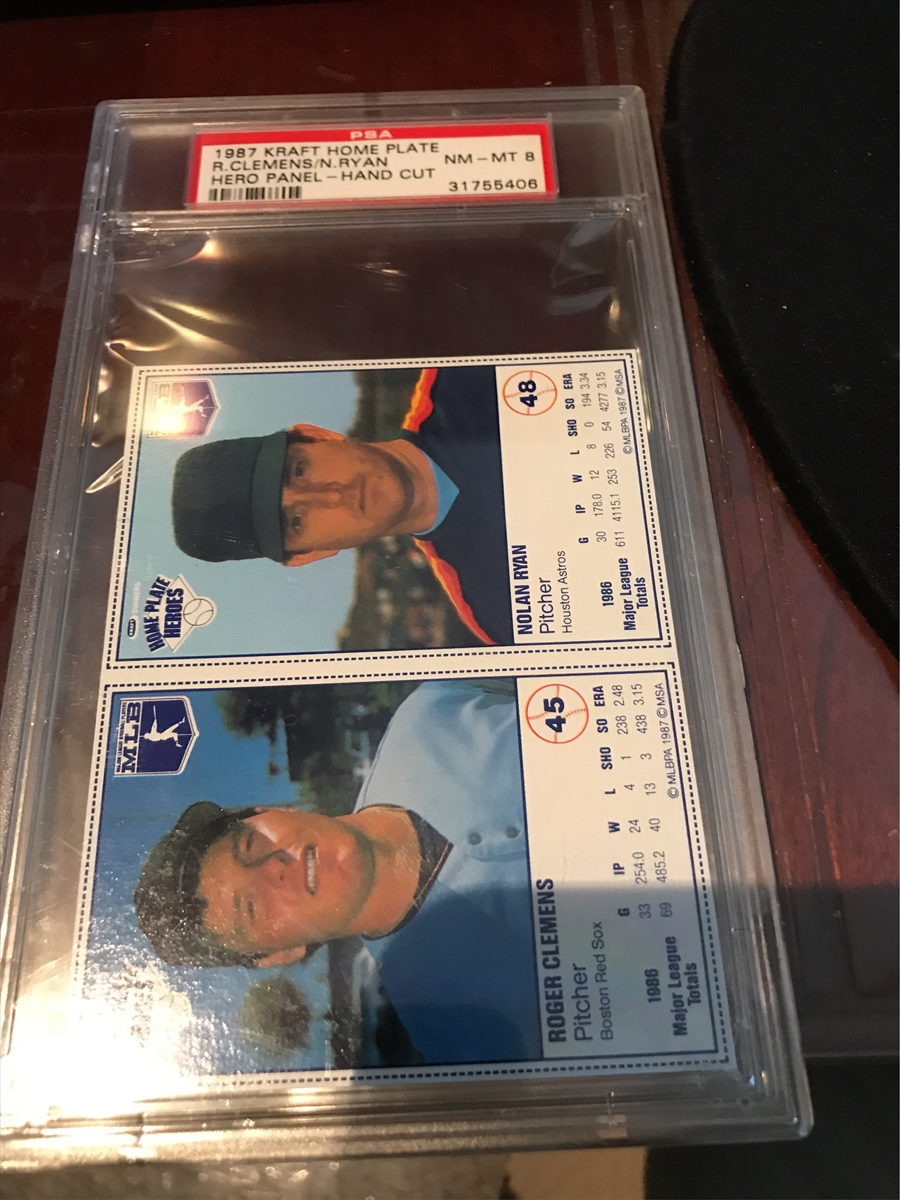 PSA
1987 KRAFT HOME PLATE
R.CLEMENS/N.RYAN
HERO PANEL-HAND CUT
NM-MT 8
31755406
HOME PLATE
HEROES
NOLAN RYAN
Pitcher
Houston Astros
48
G IP W L SHO SO ERA
1986 30 178.0 12 8 0 194 3.34
Major League 611 4115.1 253 226 54 4277 3.15
Totals
©MLBPA 1987 ©MSA
MLB
ROGER CLEMENS
Pitcher
Boston Red Sox
45
G IP W L SHO SO ERA
1986 33 254.0 24 4 1 238 2.48
Major League 69 485.2 40 13 3 438 3.15
Totals
© MLBPA 1987 ©MSA